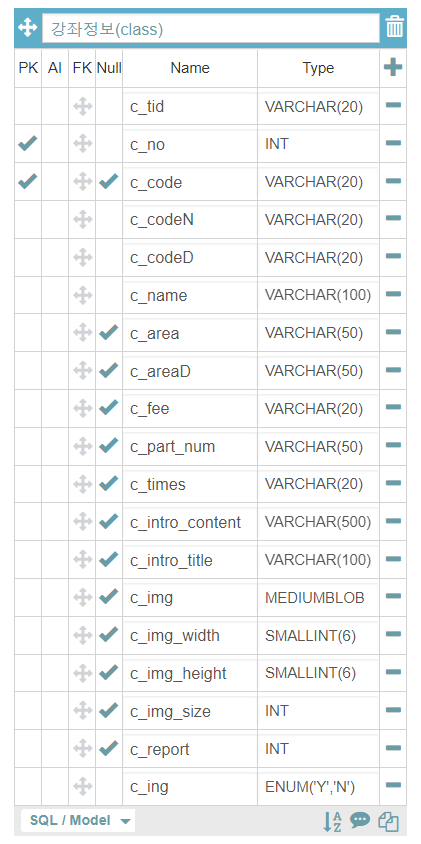 강좌정보(class)
PK AI FK Null Name Type
c_tid VARCHAR(20)
c_no INT
c_code VARCHAR(20)
c_codeN VARCHAR(20)
c_codeD VARCHAR(20)
c_name VARCHAR(100)
c_area VARCHAR(50)
c_areaD VARCHAR(50)
c_fee VARCHAR(20)
c_part_num VARCHAR(50)
c_times VARCHAR(20)
c_intro_content VARCHAR(500)
c_intro_title VARCHAR(100)
c_img MEDIUMBLOB
c_img_width SMALLINT(6)
c_img_height SMALLINT(6)
c_img_size INT
c_report INT
c_ing ENUM('Y','N')
SQL / Model AZ